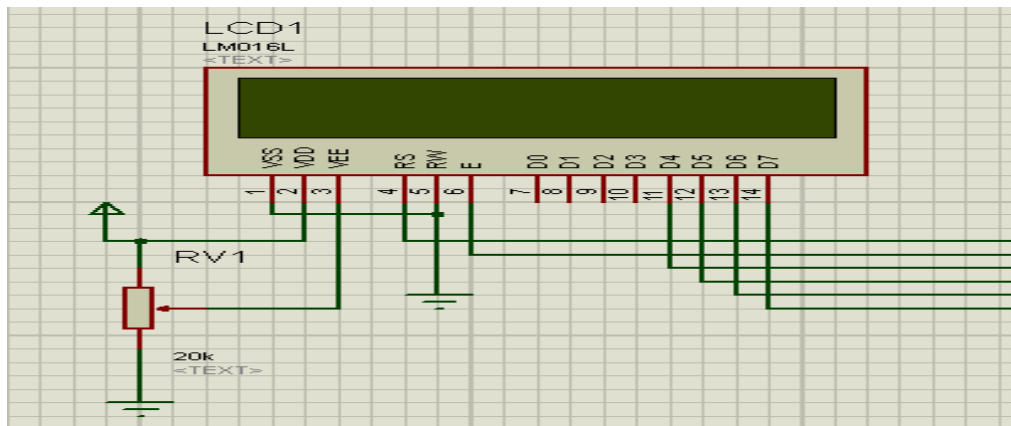 LCD1
LM016L
<TEXT>
VSS VDD VEE RS RW E D0 D1 D2 D3 D4 D5 D6 D7
1 2 3 4 5 6 7 8 9 10 11 12 13 14
RV1
20k
<TEXT>